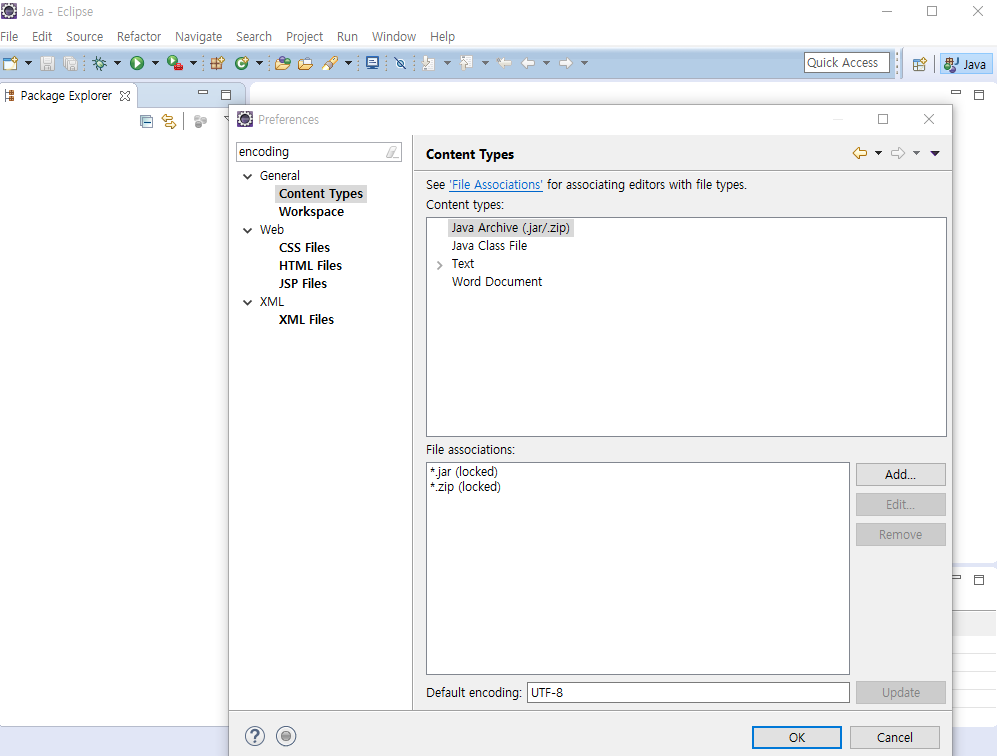 Java - Eclipse
File Edit Source Refactor Navigate Search Project Run Window Help
Quick Access
Java
Package Explorer
Preferences
encoding
General
Content Types
Workspace
Web
CSS Files
HTML Files
JSP Files
XML
XML Files
Content Types
See 'File Associations' for associating editors with file types.
Content types:
Java Archive (.jar/.zip)
Java Class File
Text
Word Document
File associations:
*.jar (locked)
*.zip (locked)
Add...
Edit...
Remove
Default encoding: UTF-8
Update
OK
Cancel